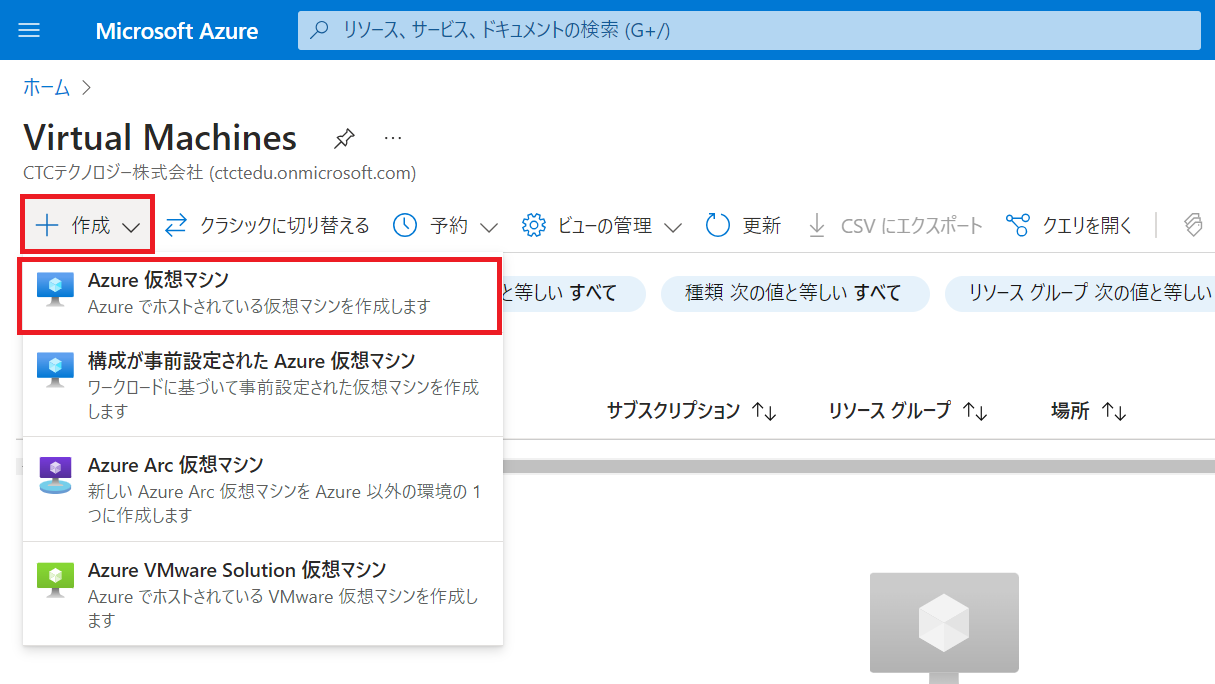 Microsoft Azure
リソース、サービス、ドキュメントの検索 (G+/)
ホーム
Virtual Machines
CTCテクノロジー株式会社 (ctctedu.onmicrosoft.com)
作成 クラシックに切り替える 予約 ビューの管理 更新 CSV にエクスポート クエリを開く
Azure 仮想マシン
Azure でホストされている仮想マシンを作成します
と等しい すべて 種類 次の値と等しい すべて リソース グループ 次の値と等しい
構成が事前設定された Azure 仮想マシン
ワークロードに基づいて事前設定された仮想マシンを作成
します
サブスクリプション リソース グループ 場所
Azure Arc 仮想マシン
新しい Azure Arc 仮想マシンを Azure 以外の環境の 1
つに作成します
Azure VMware Solution 仮想マシン
Azure でホストされている VMware 仮想マシンを作成し
ます